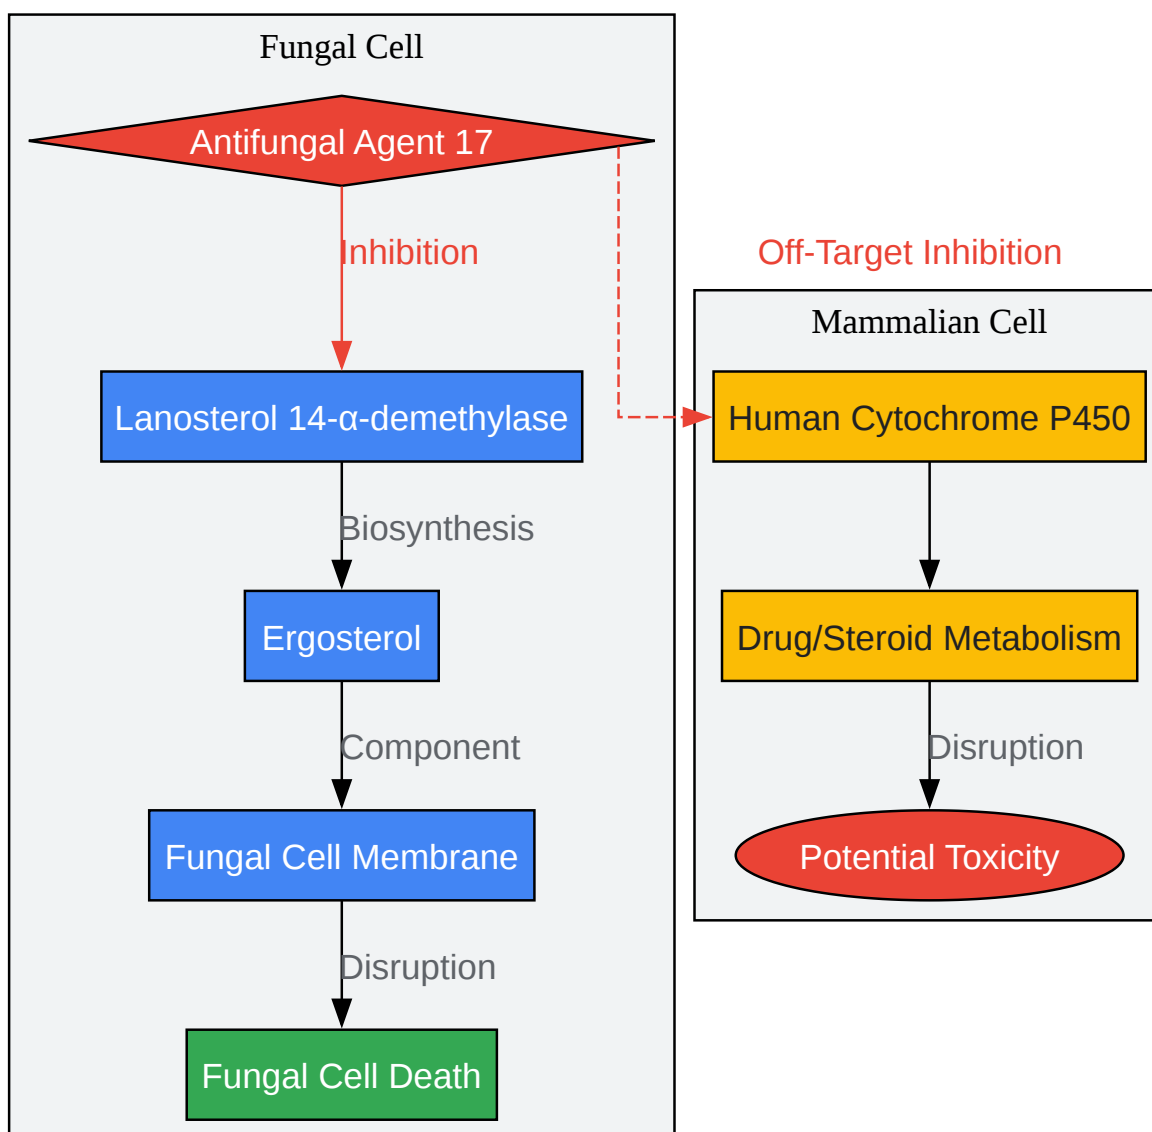 Fungal Cell
Antifungal Agent 17
Inhibition
Off-Target Inhibition
Mammalian Cell
Lanosterol 14-α-demethylase
Human Cytochrome P450
Biosynthesis
Ergosterol
Drug/Steroid Metabolism
Component
Disruption
Fungal Cell Membrane
Potential Toxicity
Disruption
Fungal Cell Death